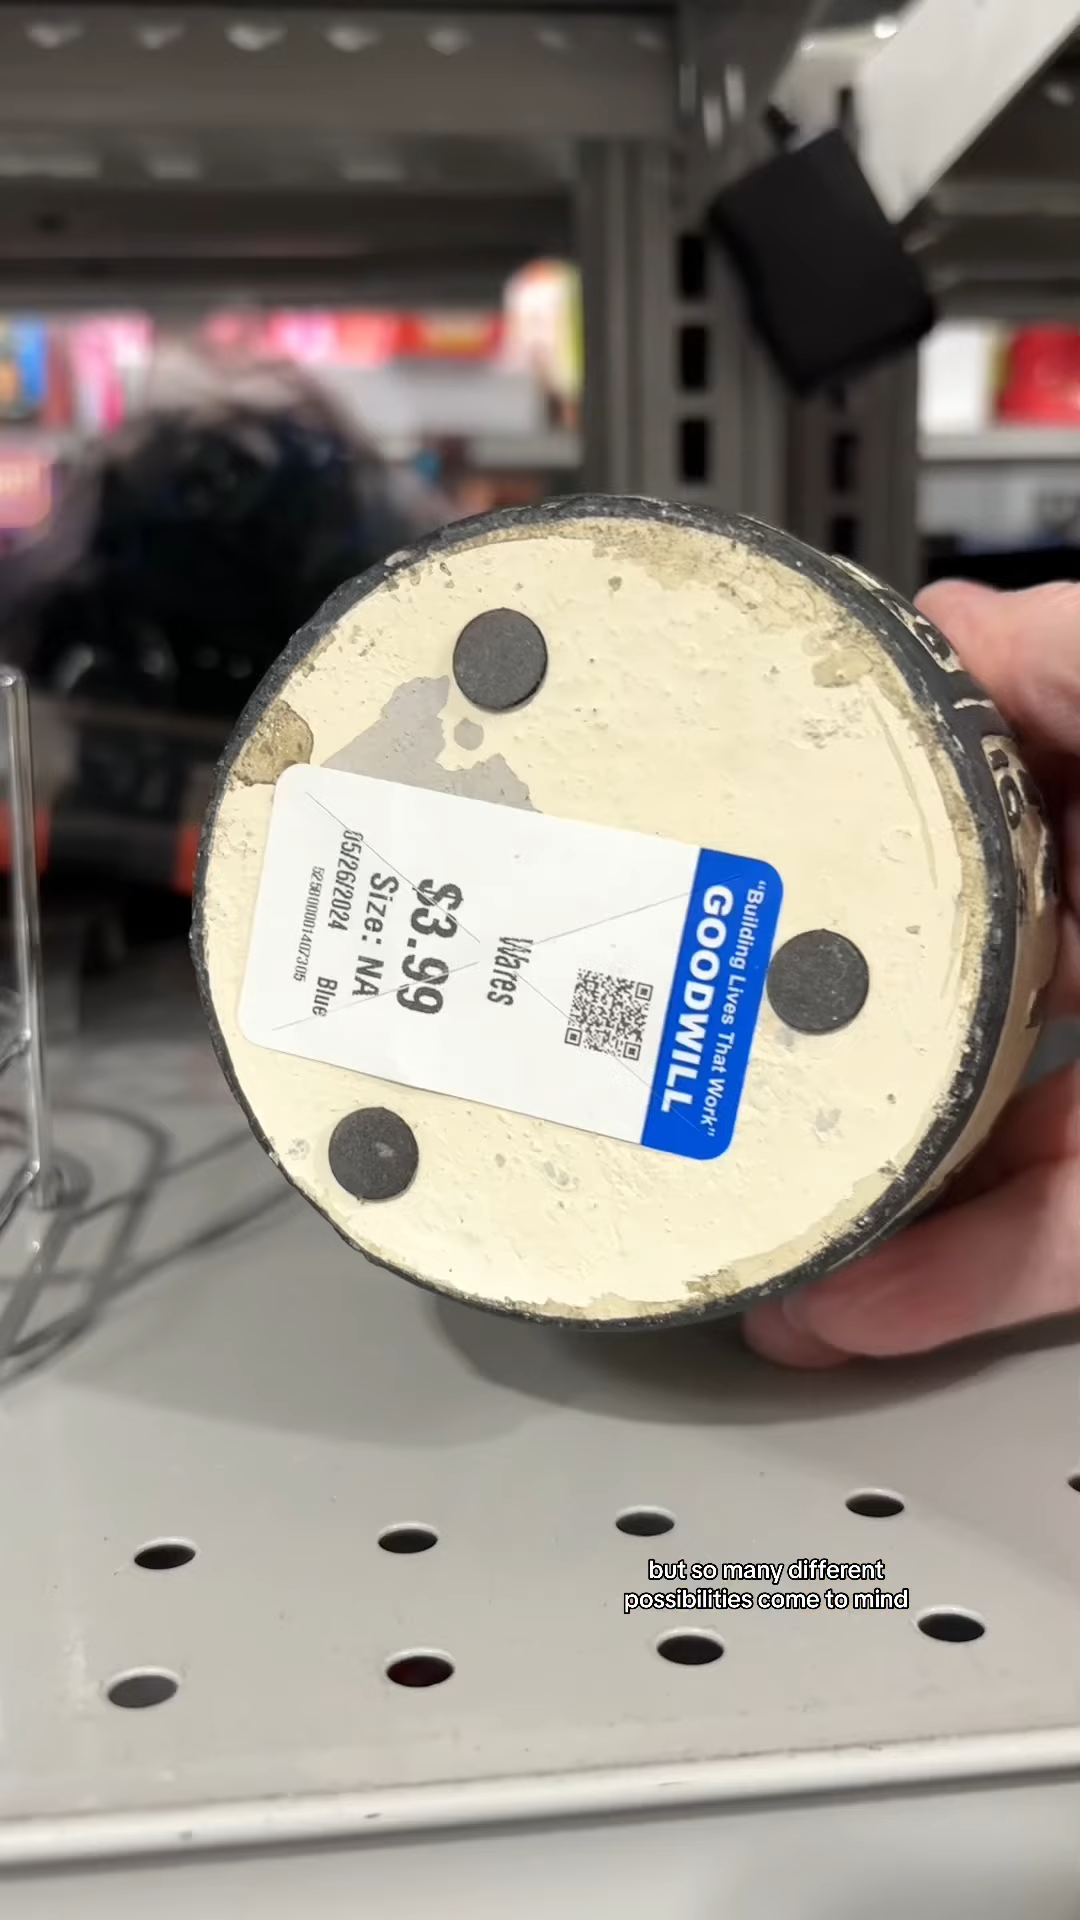 "Building Lives That Work"
GOODWILL
Wares
$3.99
Size: NA
05/26/2024 Blue
but so many different
possibilities come to mind